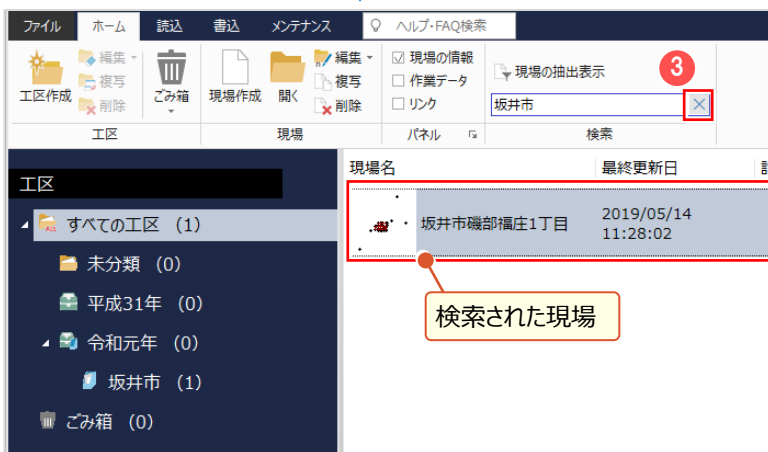 ファイル ホーム 読込 書込 メンテナンス ヘルプ・FAQ検索
編集 編集 現場の情報
複写 複写 作業データ 現場の抽出表示 3
工区作成 削除 ごみ箱 現場作成 開く 削除 リンク 坂井市
工区 現場 パネル 検索
現場名 最終更新日
工区
すべての工区 (1)
坂井市磯部福庄1丁目 2019/05/14
11:28:02
未分類 (0)
平成31年 (0)
検索された現場
令和元年 (0)
坂井市 (1)
ごみ箱 (0)